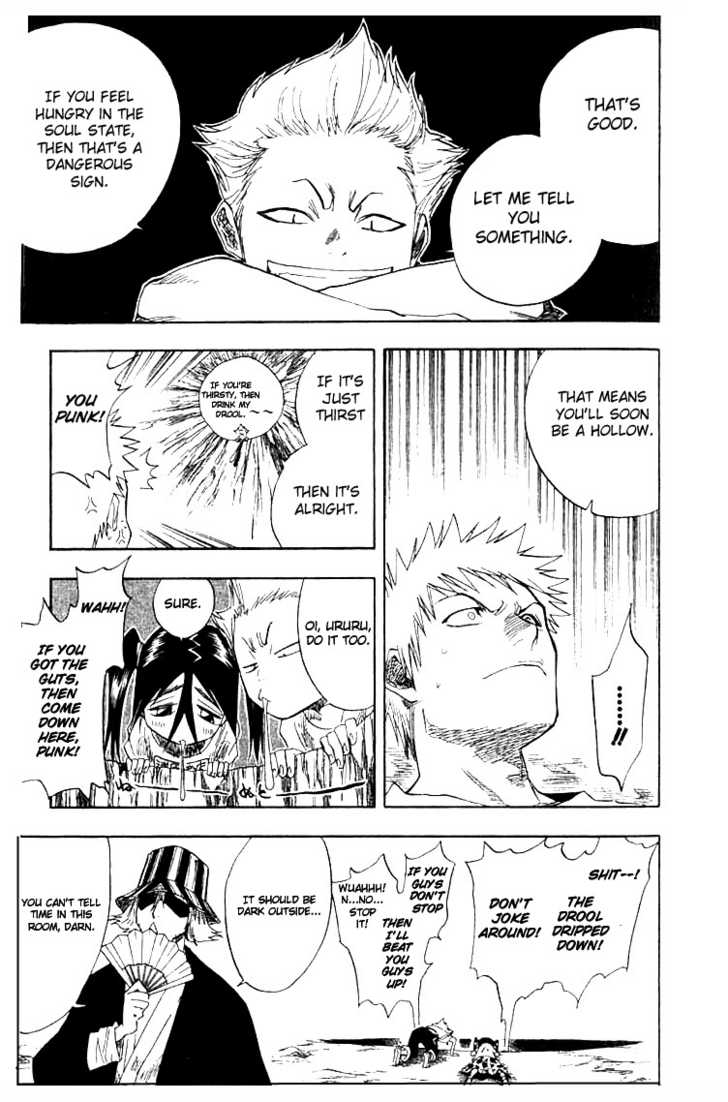 THAT'S
GOOD.
LET ME TELL
YOU
SOMETHING.
IF YOU FEEL
HUNGRY IN THE
SOUL STATE,
THEN THAT'S A
DANGEROUS
SIGN.
THAT MEANS
YOU'LL SOON
BE A HOLLOW.
.......!!
IF IT'S
JUST
THIRST
THEN IT'S
ALRIGHT.
IF YOU'RE
THIRSTY, THEN
DRINK MY
DROOL.~~
YOU
PUNK!
OI, URURU,
DO IT TOO.
SURE.
WAHH!
IF YOU
GOT THE
GUTS,
THEN
COME
DOWN
HERE,
PUNK!
SHIT--!
THE
DROOL
DRIPPED
DOWN!
DON'T
JOKE
AROUND!
IF YOU
GUYS
DON'T
STOP
THEN
I'LL
BEAT
YOU
GUYS
UP!
WUAHHH!
N...NO...
STOP
IT!
IT SHOULD BE
DARK OUTSIDE...
YOU CAN'T TELL
TIME IN THIS
ROOM, DARN.